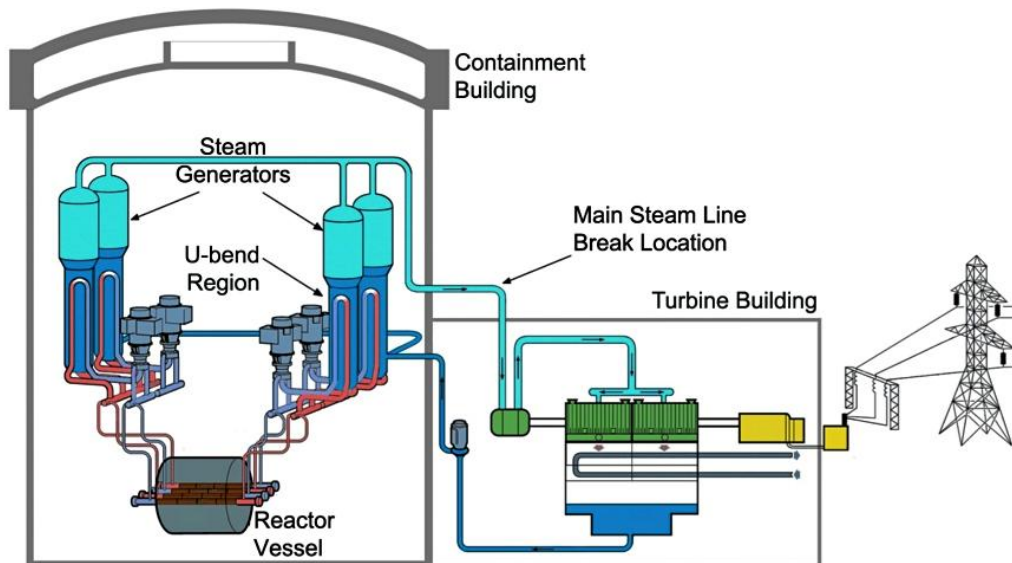 Containment
Building
Steam
Generators
Main Steam Line
Break Location
U-bend
Region
Turbine Building
Reactor
Vessel